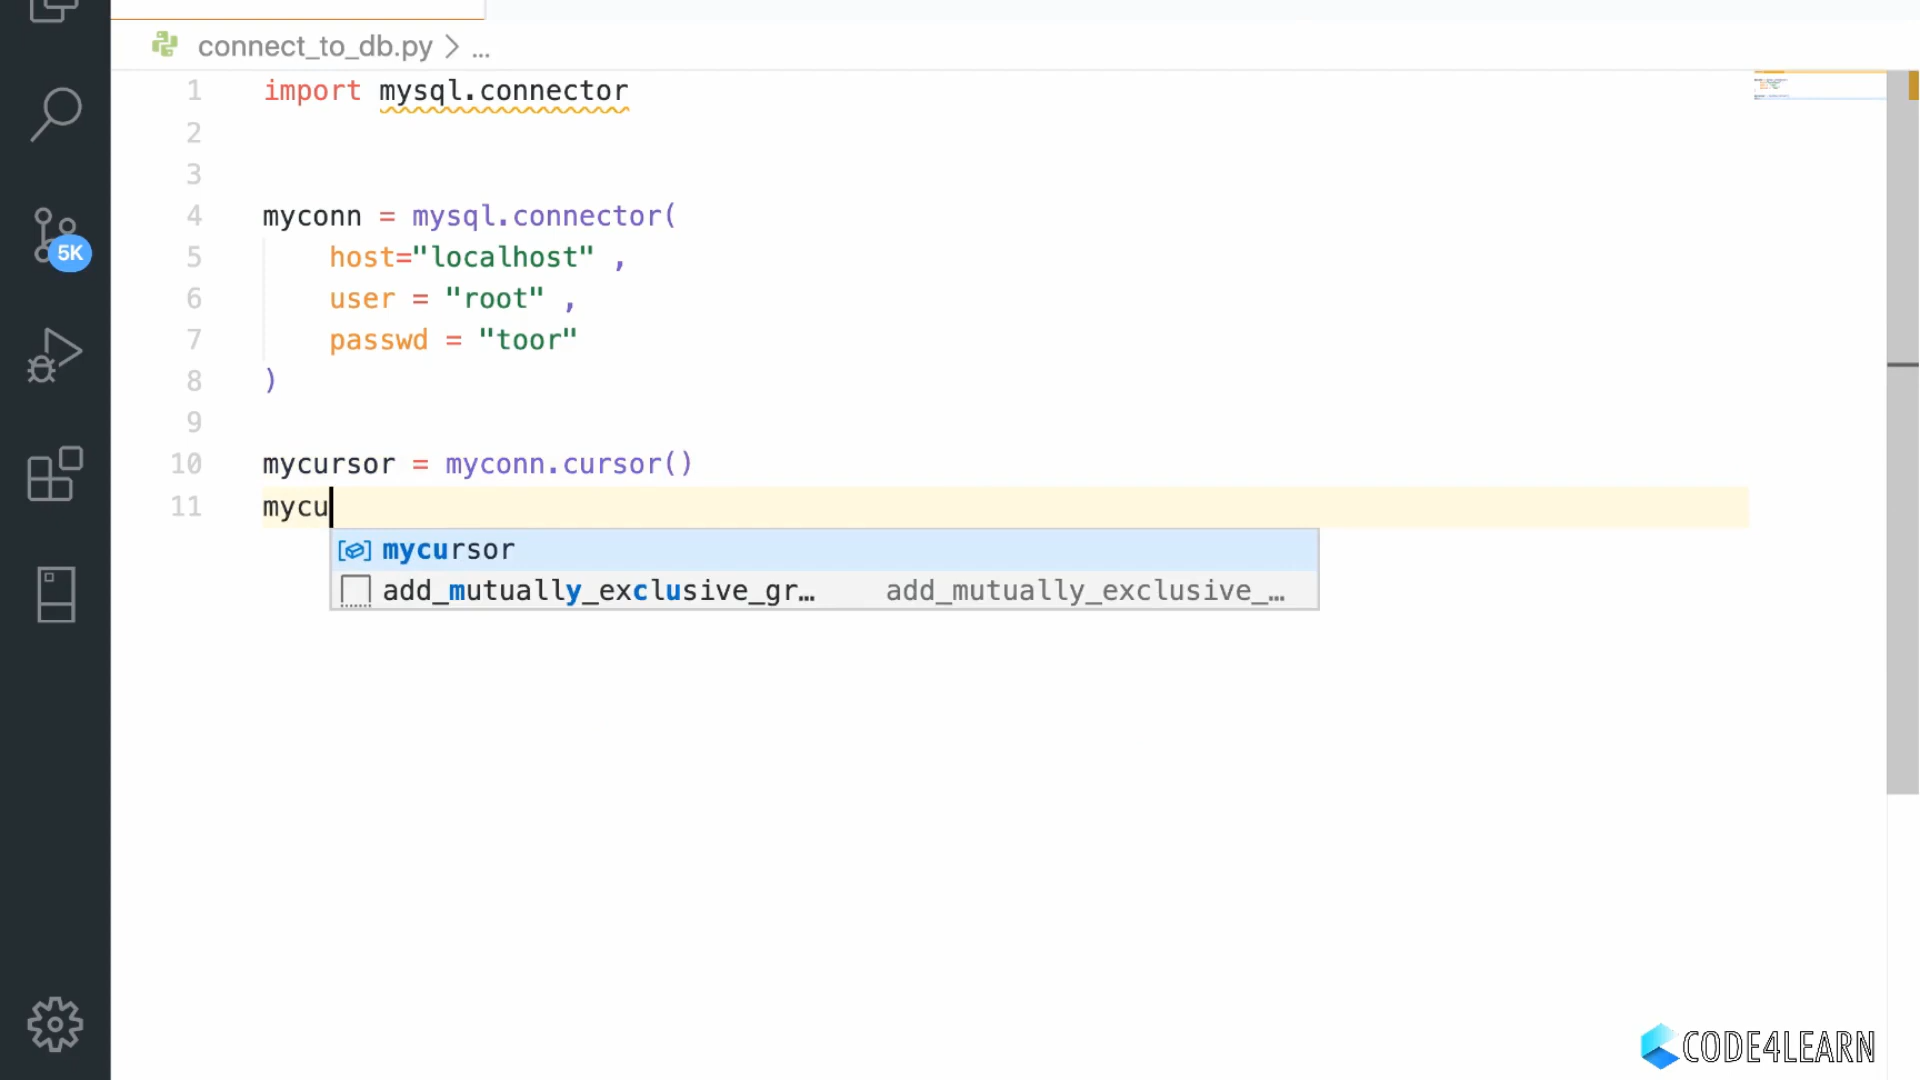 connect_to_db.py > ...
1 import mysql.connector
2
3
4 myconn = mysql.connector(
5 host="localhost" ,
6 user = "root" ,
7 passwd = "toor"
8 )
9
10 mycursor = myconn.cursor()
11 mycu
mycursor
add_mutually_exclusive_gr… add_mutually_exclusive_…
5K
CODE4LEARN